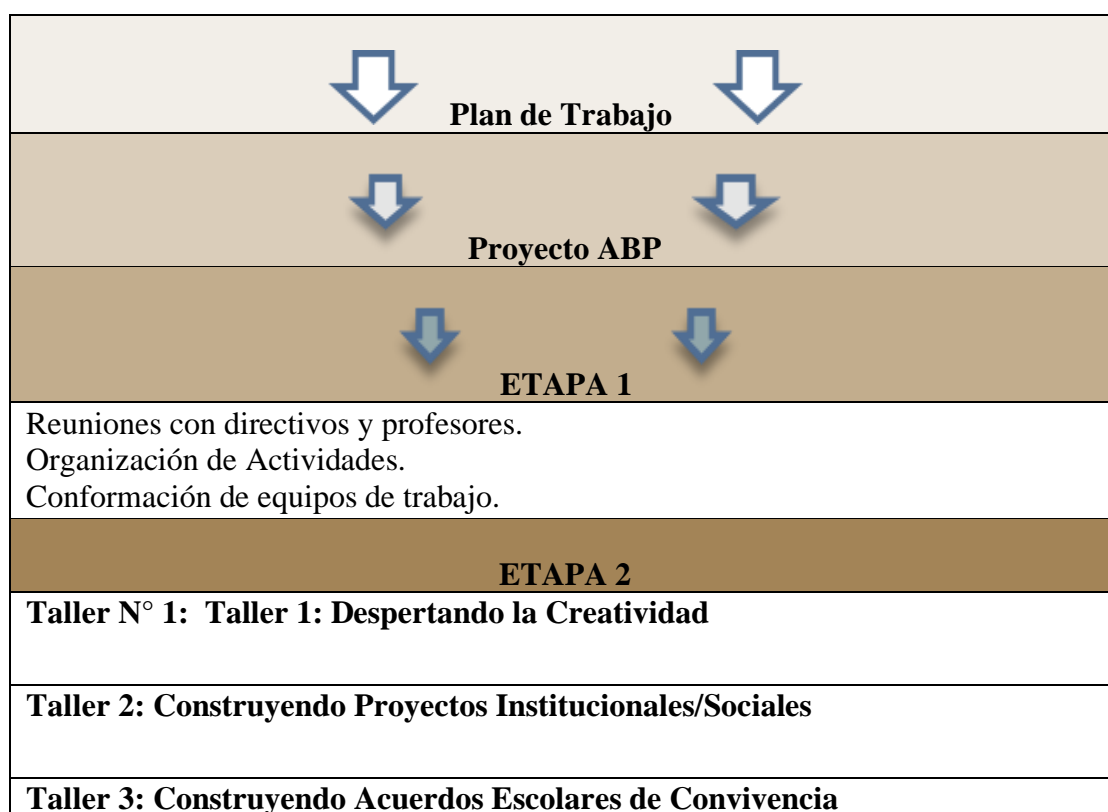 Plan de Trabajo
Proyecto ABP
ETAPA 1
Reuniones con directivos y profesores.
Organización de Actividades.
Conformación de equipos de trabajo.
ETAPA 2
Taller N° 1:  Taller 1: Despertando la Creatividad
Taller 2: Construyendo Proyectos Institucionales/Sociales
Taller 3: Construyendo Acuerdos Escolares de Convivencia